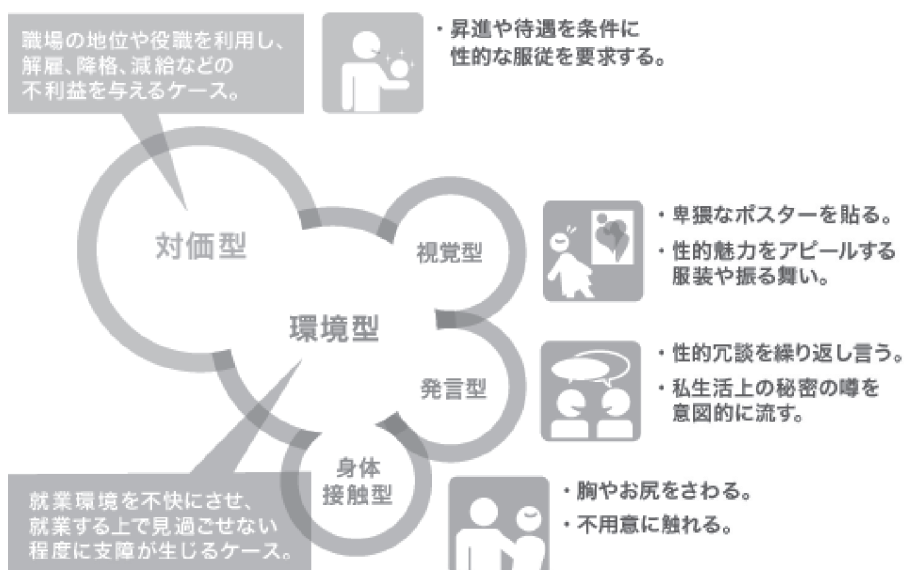 職場の地位や役職を利用し、
解雇、降格、減給などの
不利益を与えるケース。
・昇進や待遇を条件に
性的な服従を要求する。
対価型
視覚型
・卑猥なポスターを貼る。
・性的魅力をアピールする
服装や振る舞い。
環境型
発言型
・性的冗談を繰り返し言う。
・私生活上の秘密の噂を
意図的に流す。
身体
接触型
・胸やお尻をさわる。
・不用意に触れる。
就業環境を不快にさせ、
就業する上で見過ごせない
程度に支障が生じるケース。